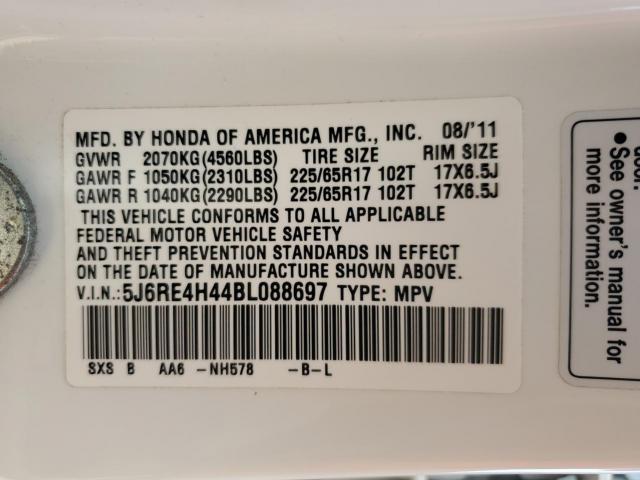 MFD. BY HONDA OF AMERICA MFG., INC. 08/'11
GVWR 2070KG(4560LBS) TIRE SIZE RIM SIZE
GAWR F 1050KG(2310LBS) 225/65R17 102T 17X6.5J
GAWR R 1040KG(2290LBS) 225/65R17 102T 17X6.5J
THIS VEHICLE CONFORMS TO ALL APPLICABLE
FEDERAL MOTOR VEHICLE SAFETY
AND THEFT PREVENTION STANDARDS IN EFFECT
ON THE DATE OF MANUFACTURE SHOWN ABOVE.
V.I.N.:5J6RE4H44BL088697 TYPE: MPV
SXS B AA6 -NH578 -B-L
door.
• See owner's manual for
more information.